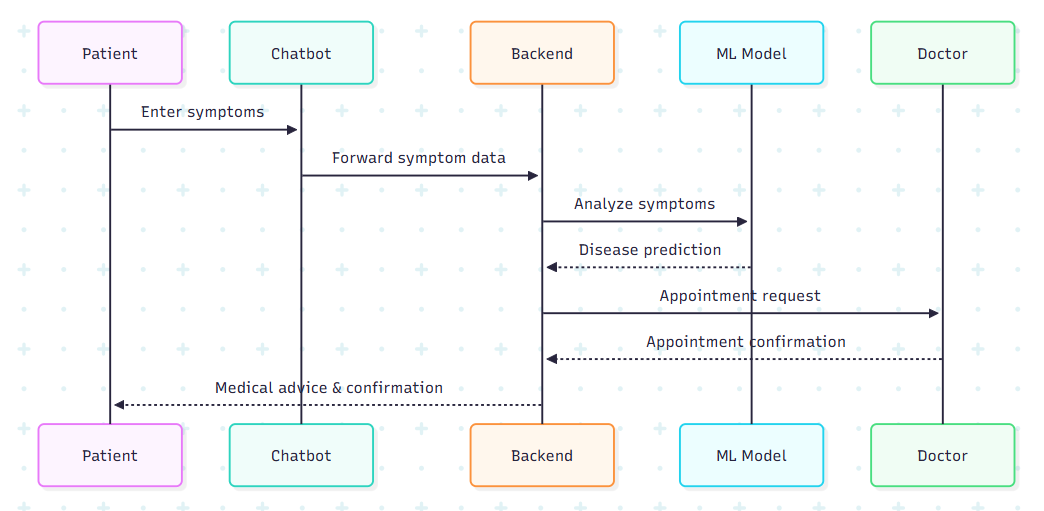 Patient
Chatbot
Backend
ML Model
Doctor
Enter symptoms
Forward symptom data
Analyze symptoms
Disease prediction
Appointment request
Appointment confirmation
Medical advice & confirmation
Patient
Chatbot
Backend
ML Model
Doctor